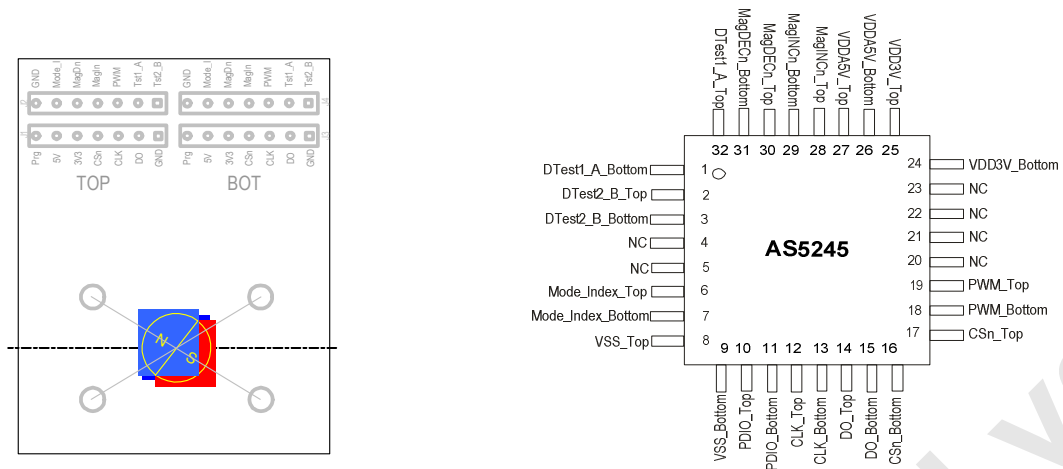 GND Mode_I MagDn MagIn PWM Tst1_A Tst2_B
GND Mode_I MagDn MagIn PWM Tst1_A Tst2_B
J4
J3
Prg 5V 3V3 CSn CLK DO GND
Prg 5V 3V3 CSn CLK DO GND
TOP BOT
N S
DTest1_A_Top
MagDECn_Bottom
MagDECn_Top
MagINCn_Bottom
MagINCn_Top
VDDA5V_Top
VDDA5V_Bottom
VDD3V_Top
32 31 30 29 28 27 26 25
DTest1_A_Bottom 1 24 VDD3V_Bottom
DTest2_B_Top 2 23 NC
DTest2_B_Bottom 3 22 NC
NC 4 21 NC
AS5245
NC 5 20 NC
Mode_Index_Top 6 19 PWM_Top
Mode_Index_Bottom 7 18 PWM_Bottom
VSS_Top 8 17 CSn_Top
9 10 11 12 13 14 15 16
VSS_Bottom
PDIO_Top
PDIO_Bottom
CLK_Top
CLK_Bottom
DO_Top
DO_Bottom
CSn_Bottom